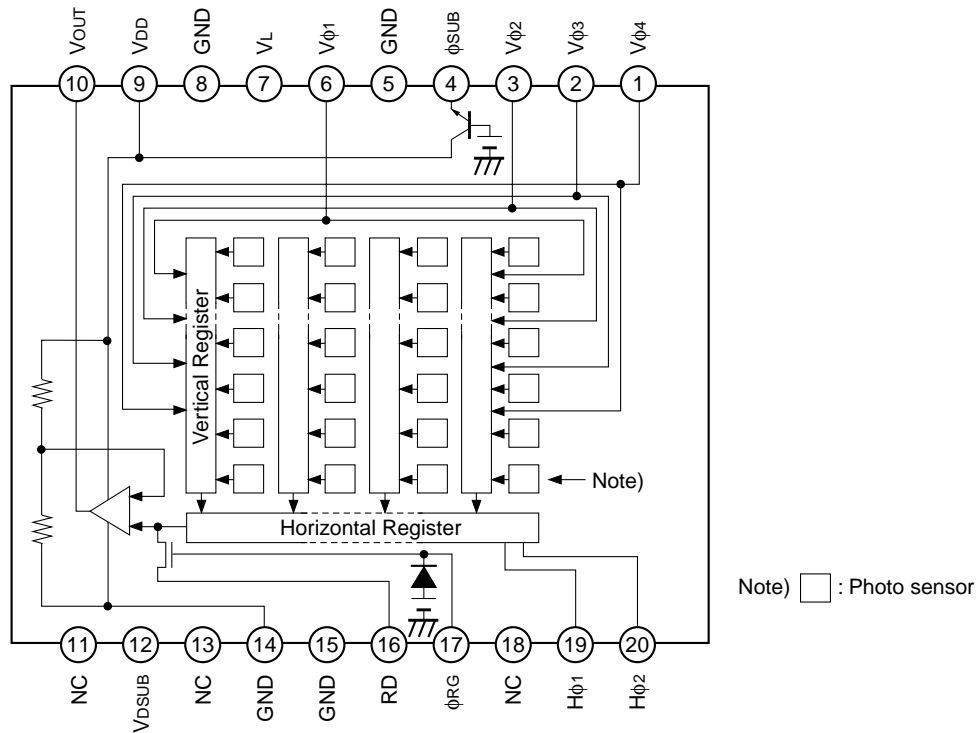 VOUT
VDD
GND
VL
Vφ1
GND
φSUB
Vφ2
Vφ3
Vφ4
10
9
8
7
6
5
4
3
2
1
Vertical Register
Note)
Horizontal Register
Note) : Photo sensor
11
12
13
14
15
16
17
18
19
20
NC
VDSUB
NC
GND
GND
RD
φRG
NC
Hφ1
Hφ2